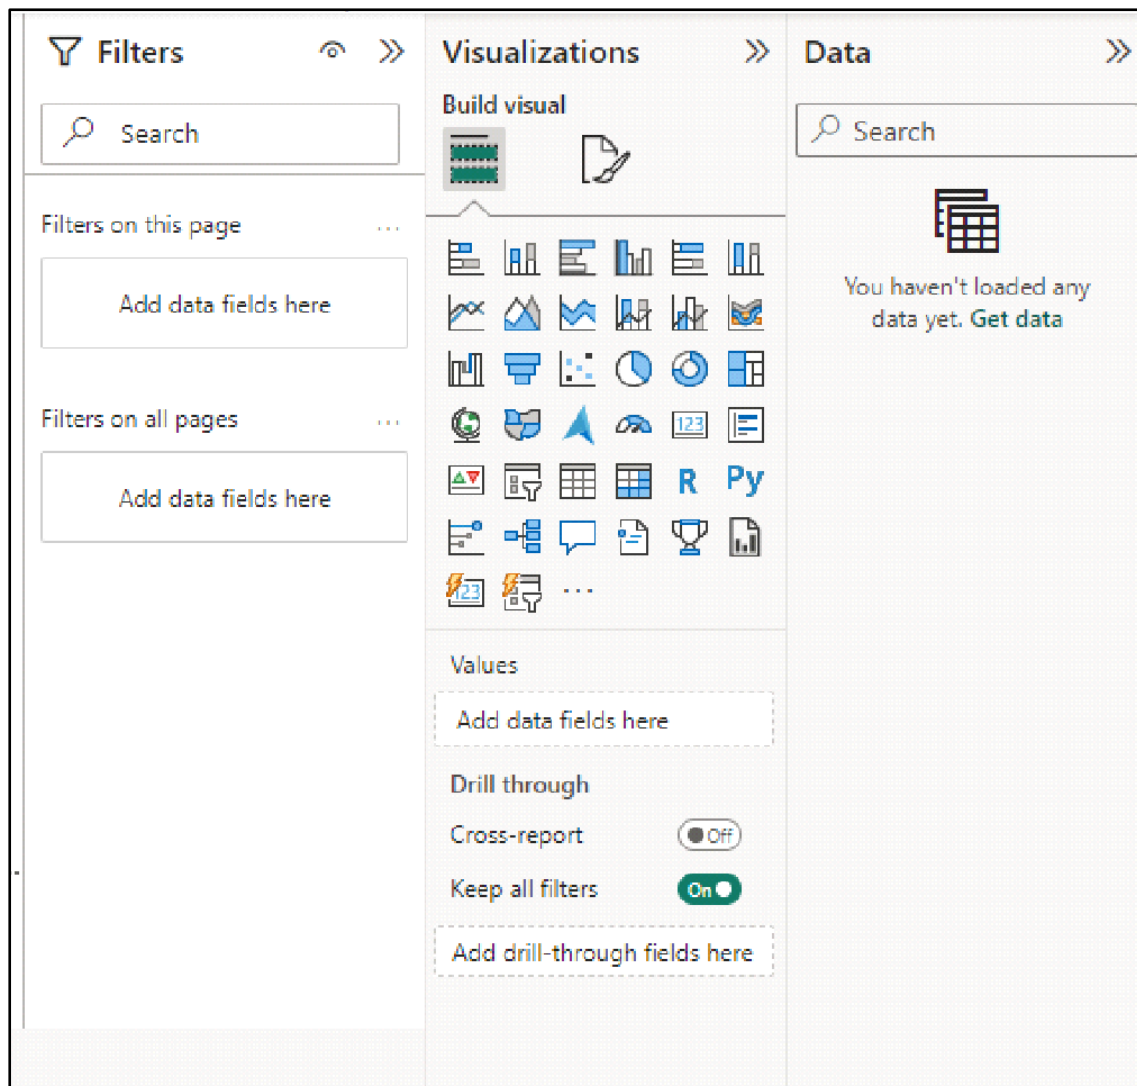 Filters
Search
Filters on this page
...
Add data fields here
Filters on all pages
...
Add data fields here
Visualizations
Build visual
123
R
Py
123
...
Values
Add data fields here
Drill through
Cross-report
Off
Keep all filters
On
Add drill-through fields here
Data
Search
You haven't loaded any
data yet. Get data